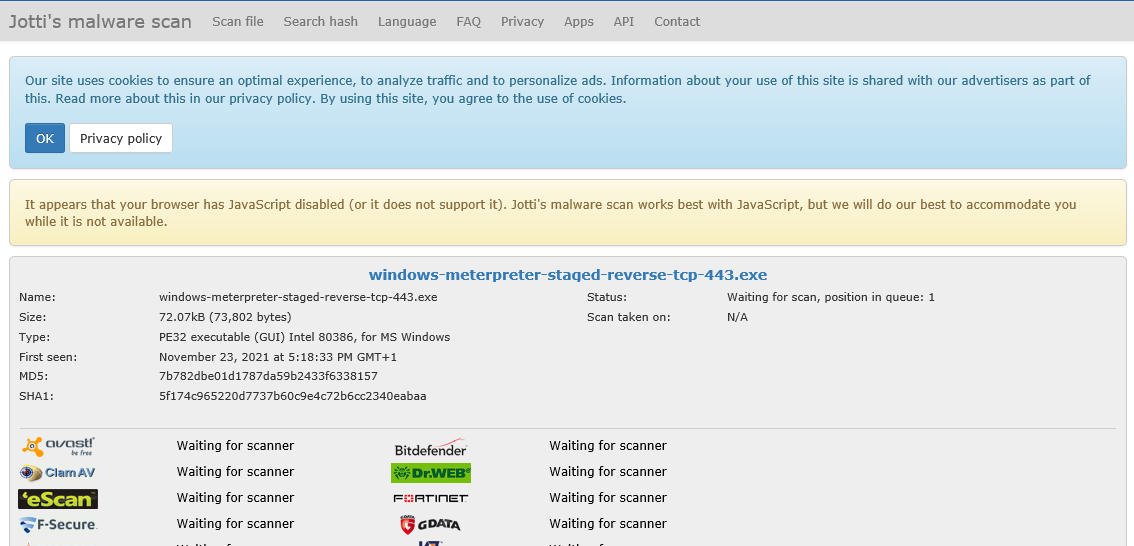 Jotti's malware scan Scan file Search hash Language FAQ Privacy Apps API Contact
Our site uses cookies to ensure an optimal experience, to analyze traffic and to personalize ads. Information about your use of this site is shared with our advertisers as part of
this. Read more about this in our privacy policy. By using this site, you agree to the use of cookies.
OK Privacy policy
It appears that your browser has JavaScript disabled (or it does not support it). Jotti's malware scan works best with JavaScript, but we will do our best to accommodate you
while it is not available.
windows-meterpreter-staged-reverse-tcp-443.exe
Name: windows-meterpreter-staged-reverse-tcp-443.exe Status: Waiting for scan, position in queue: 1
Size: 72.07kB (73,802 bytes) Scan taken on: N/A
Type: PE32 executable (GUI) Intel 80386, for MS Windows
First seen: November 23, 2021 at 5:18:33 PM GMT+1
MD5: 7b782dbe01d1787da59b2433f6338157
SHA1: 5f174c965220d7737b60c9e4c72b6cc2340eabaa
avast! be free Waiting for scanner Bitdefender Waiting for scanner
ClamAV Waiting for scanner Dr.WEB Waiting for scanner
eScan Waiting for scanner FORTINET Waiting for scanner
F-Secure. Waiting for scanner G DATA Waiting for scanner